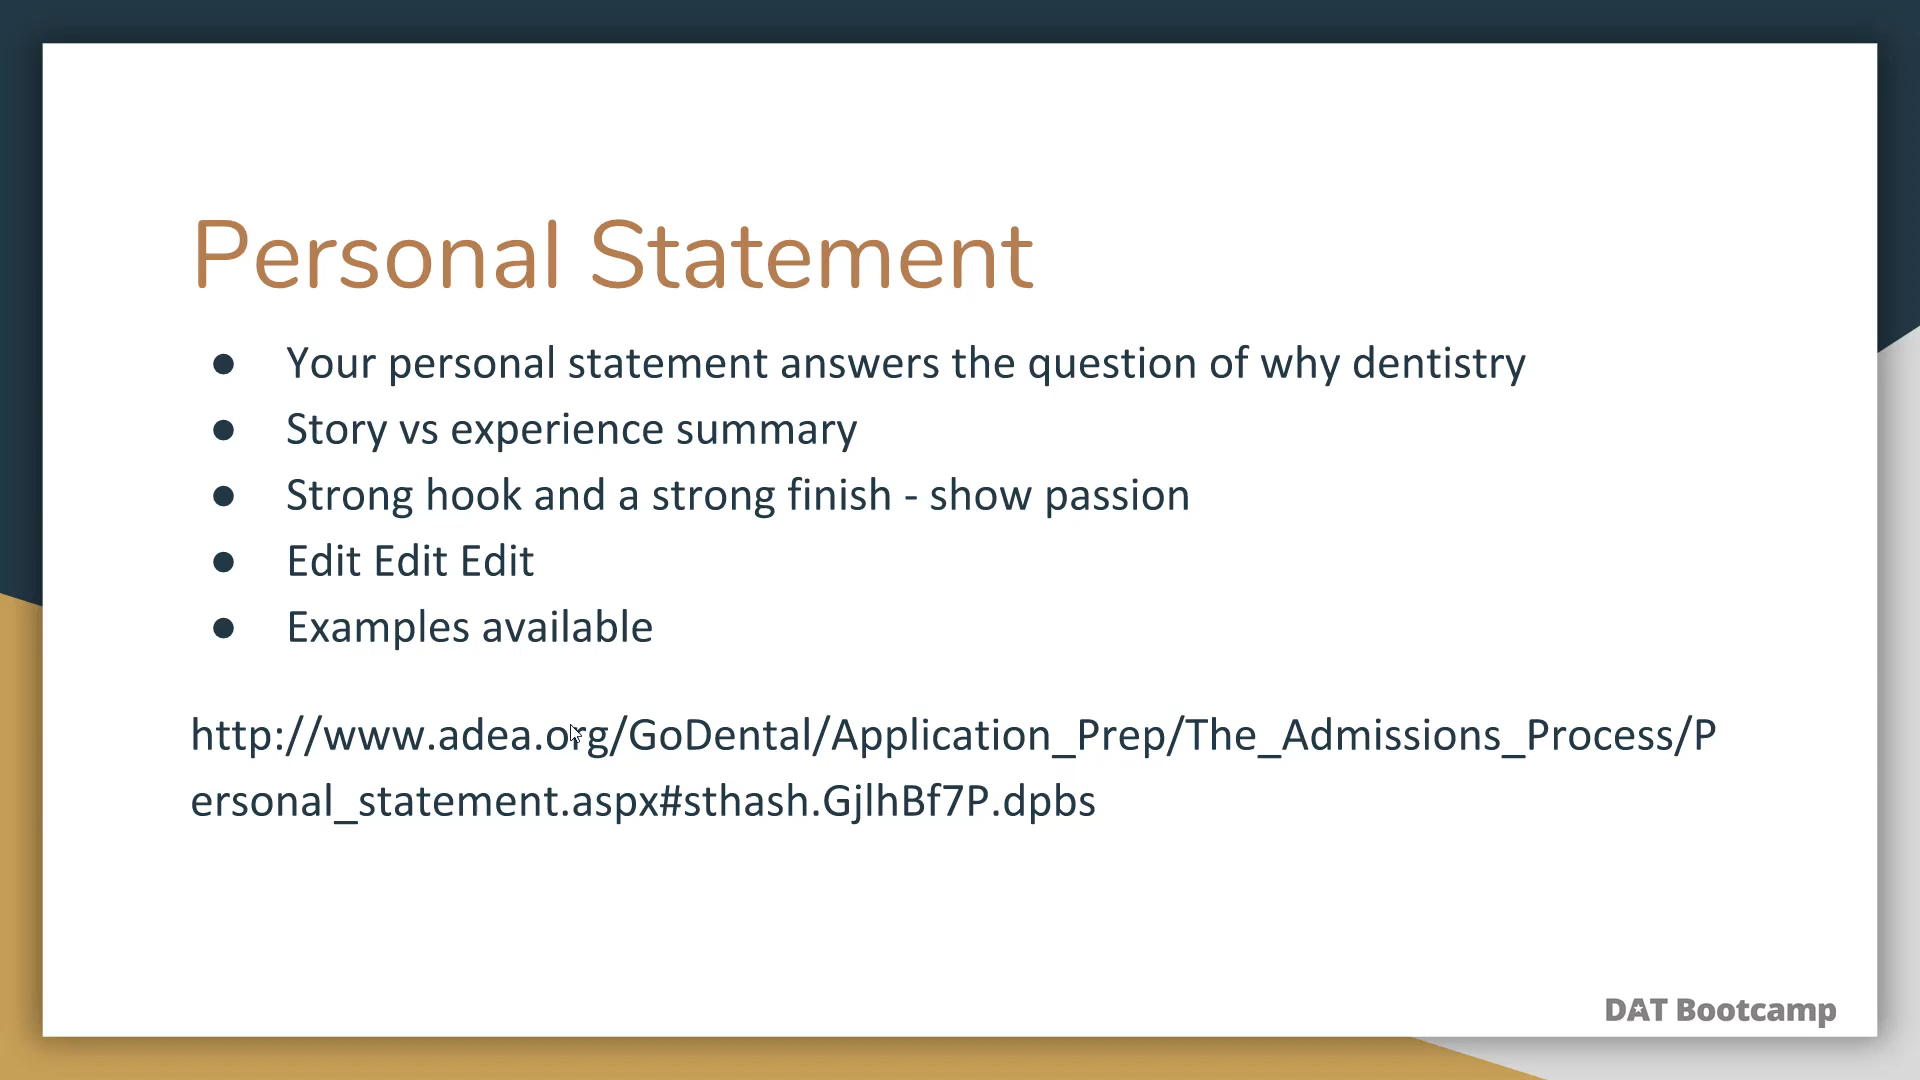 Personal Statement
● Your personal statement answers the question of why dentistry
● Story vs experience summary
● Strong hook and a strong finish - show passion
● Edit Edit Edit
● Examples available
http://www.adea.org/GoDental/Application_Prep/The_Admissions_Process/P
ersonal_statement.aspx#sthash.GjlhBf7P.dpbs
DAT Bootcamp